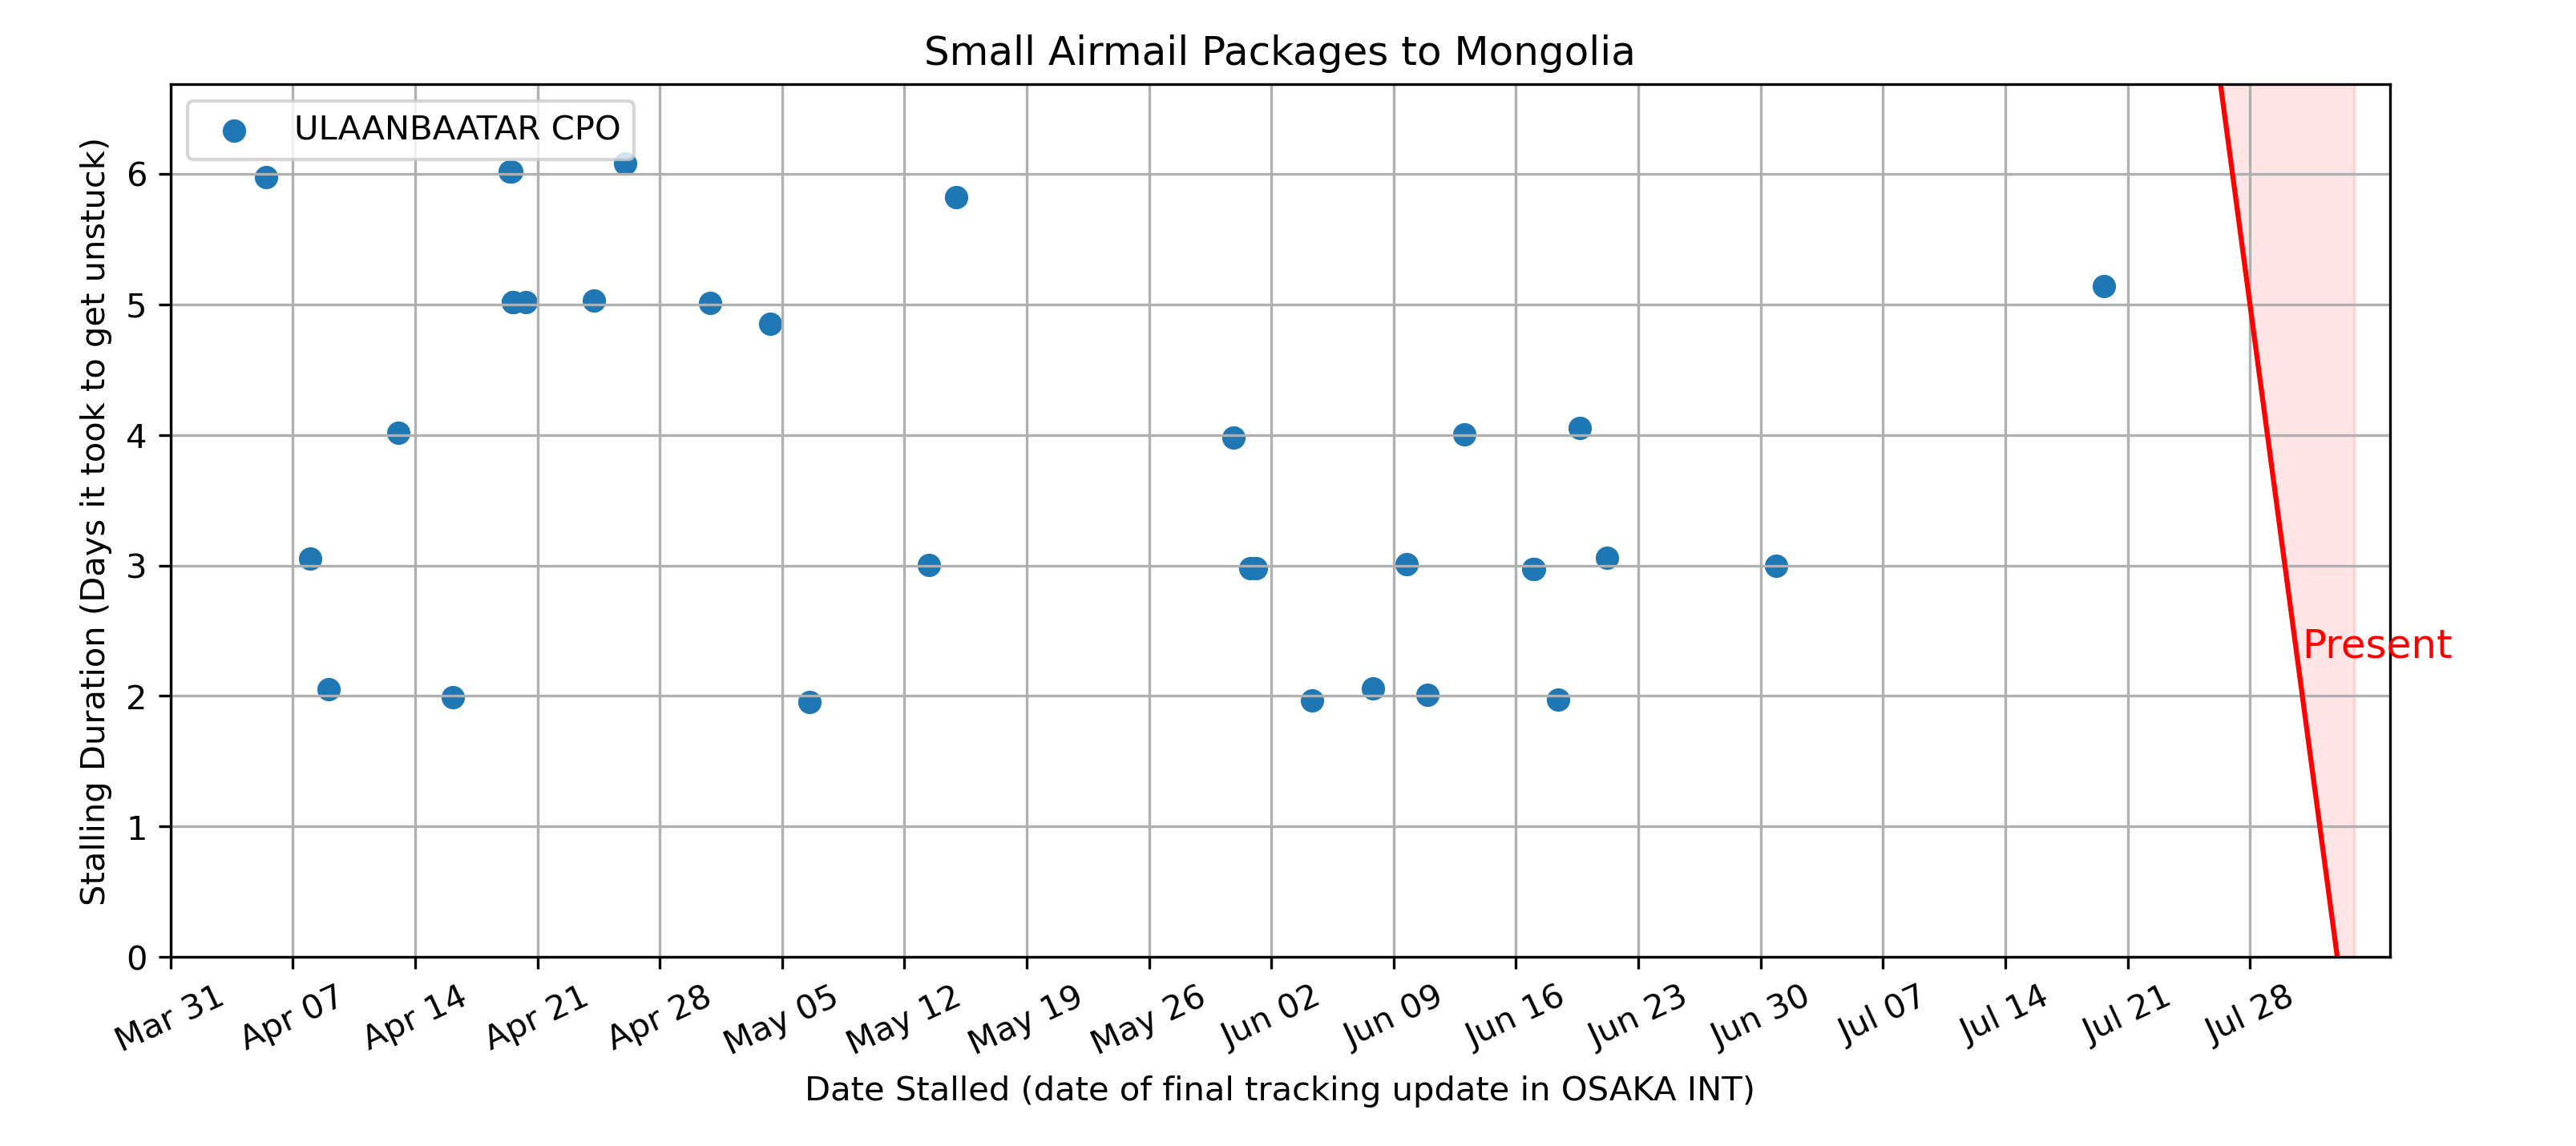 Small Airmail Packages to Mongolia
ULAANBAATAR CPO
Stalling Duration (Days it took to get unstuck)
6
5
4
3
2
1
0
Present
Mar 31
Apr 07
Apr 14
Apr 21
Apr 28
May 05
May 12
May 19
May 26
Jun 02
Jun 09
Jun 16
Jun 23
Jun 30
Jul 07
Jul 14
Jul 21
Jul 28
Date Stalled (date of final tracking update in OSAKA INT)